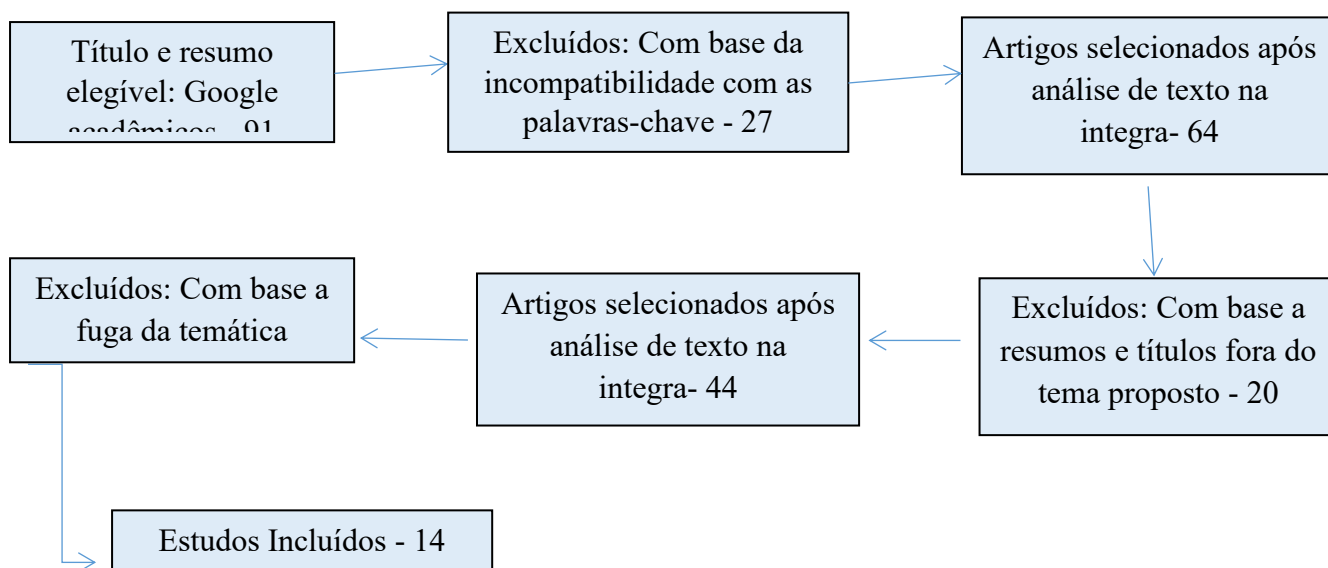 Título e resumo
elegível: Google
acadêmicos - 91
Excluídos: Com base da
incompatibilidade com as
palavras-chave - 27
Artigos selecionados após
análise de texto na
integra- 64
Excluídos: Com base a
resumos e títulos fora do
tema proposto - 20
Artigos selecionados após
análise de texto na
integra- 44
Excluídos: Com base a
fuga da temática
Estudos Incluídos - 14